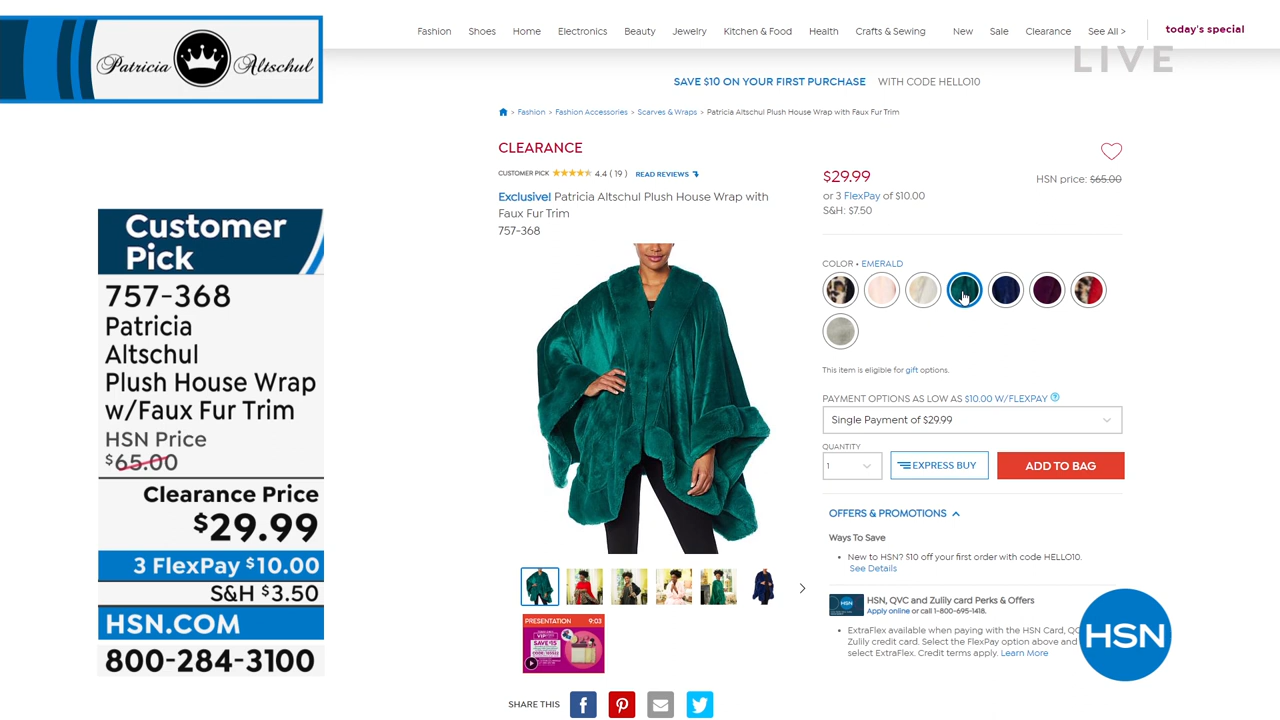 Patricia Altschul
Fashion Shoes Home Electronics Beauty Jewelry Kitchen & Food Health Crafts & Sewing New Sale Clearance See All > today's special
LIVE
SAVE $10 ON YOUR FIRST PURCHASE WITH CODE HELLO10
> Fashion > Fashion Accessories > Scarves & Wraps > Patricia Altschul Plush House Wrap with Faux Fur Trim
CLEARANCE
CUSTOMER PICK 4.4 ( 19 ) READ REVIEWS
Exclusive! Patricia Altschul Plush House Wrap with
Faux Fur Trim
757-368
$29.99
HSN price: $65.00
or 3 FlexPay of $10.00
S&H: $7.50
COLOR • EMERALD
This item is eligible for gift options.
PAYMENT OPTIONS AS LOW AS $10.00 W/FLEXPAY ?
Single Payment of $29.99
QUANTITY
1
EXPRESS BUY
ADD TO BAG
OFFERS & PROMOTIONS
Ways To Save
• New to HSN? $10 off your first order with code HELLO10.
See Details
HSN, QVC and Zulily card Perks & Offers
Apply online or call 1-800-695-1418.
• ExtraFlex available when paying with the HSN Card, QC
Zulily credit card. Select the FlexPay option above and
select ExtraFlex. Credit terms apply. Learn More
HSN
Customer
Pick
757-368
Patricia
Altschul
Plush House Wrap
w/Faux Fur Trim
HSN Price
$65.00
Clearance Price
$29.99
3 FlexPay $10.00
S&H $3.50
HSN.COM
800-284-3100
PRESENTATION 9:03
VIP
SAVE $15
SHARE THIS